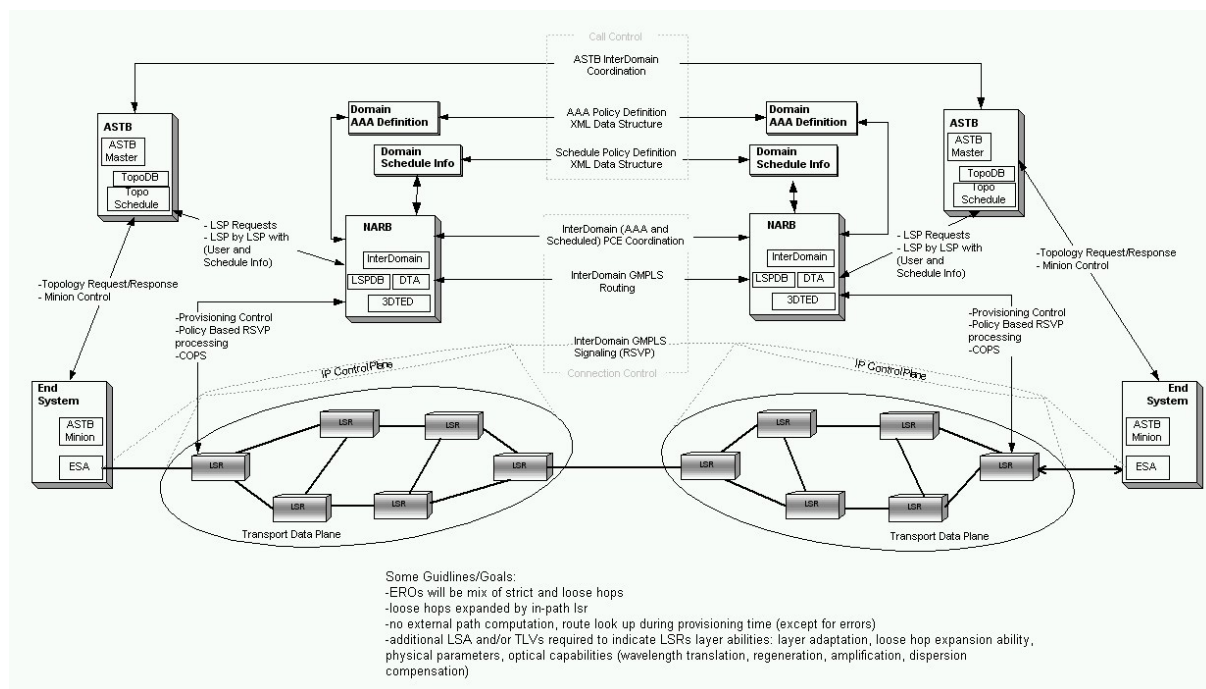 Call Control
ASTB InterDomain
Coordination
Domain
AAA Definition
AAA Policy Definition
XML Data Structure
Domain
AAA Definition
Domain
Schedule Info
Schedule Policy Definition
XML Data Structure
Domain
Schedule Info
ASTB
ASTB
Master
TopoDB
Topo
Schedule
ASTB
ASTB
Master
TopoDB
Topo
Schedule
- LSP Requests
- LSP by LSP with
(User and
Schedule Info)
NARB
InterDomain
LSPDB
DTA
3DTED
InterDomain (AAA and
Scheduled) PCE Coordination
InterDomain GMPLS
Routing
NARB
InterDomain
LSPDB
DTA
3DTED
- LSP Requests
- LSP by LSP with
(User and
Schedule Info)
-Topology Request/Response
- Minion Control
-Topology Request/Response
- Minion Control
-Provisioning Control
-Policy Based RSVP
processing
-COPS
InterDomain GMPLS
Signaling (RSVP)
Connection Control
-Provisioning Control
-Policy Based RSVP
processing
-COPS
IP ControlPlane
IP ControlPlane
End
System
ASTB
Minion
ESA
LSR
LSR
LSR
LSR
LSR
LSR
Transport Data Plane
LSR
LSR
LSR
LSR
LSR
LSR
Transport Data Plane
End
System
ASTB
Minion
ESA
Some Guidlines/Goals:
-EROs will be mix of strict and loose hops
-loose hops expanded by in-path lsr
-no external path computation, route look up during provisioning time (except for errors)
-additional LSA and/or TLVs required to indicate LSRs layer abilities: layer adaptation, loose hop expansion ability,
physical parameters, optical capabilities (wavelength translation, regeneration, amplification, dispersion
compensation)